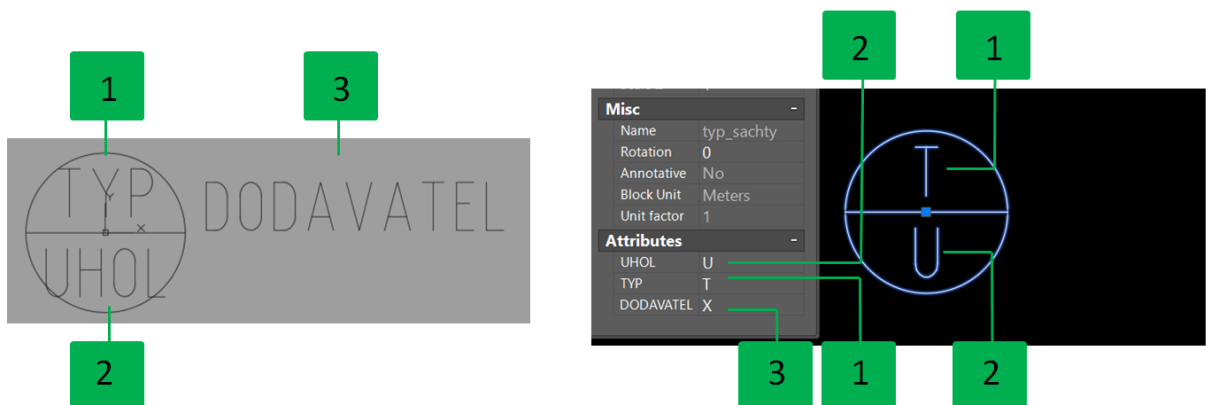 1
3
TYP
DODAVATEL
UHOL
2
2
1
Misc -
Name typ_sachty
Rotation 0
Annotative No
Block Unit Meters
Unit factor 1
Attributes -
UHOL U
TYP T
DODAVATEL X
T
U
3
1
2